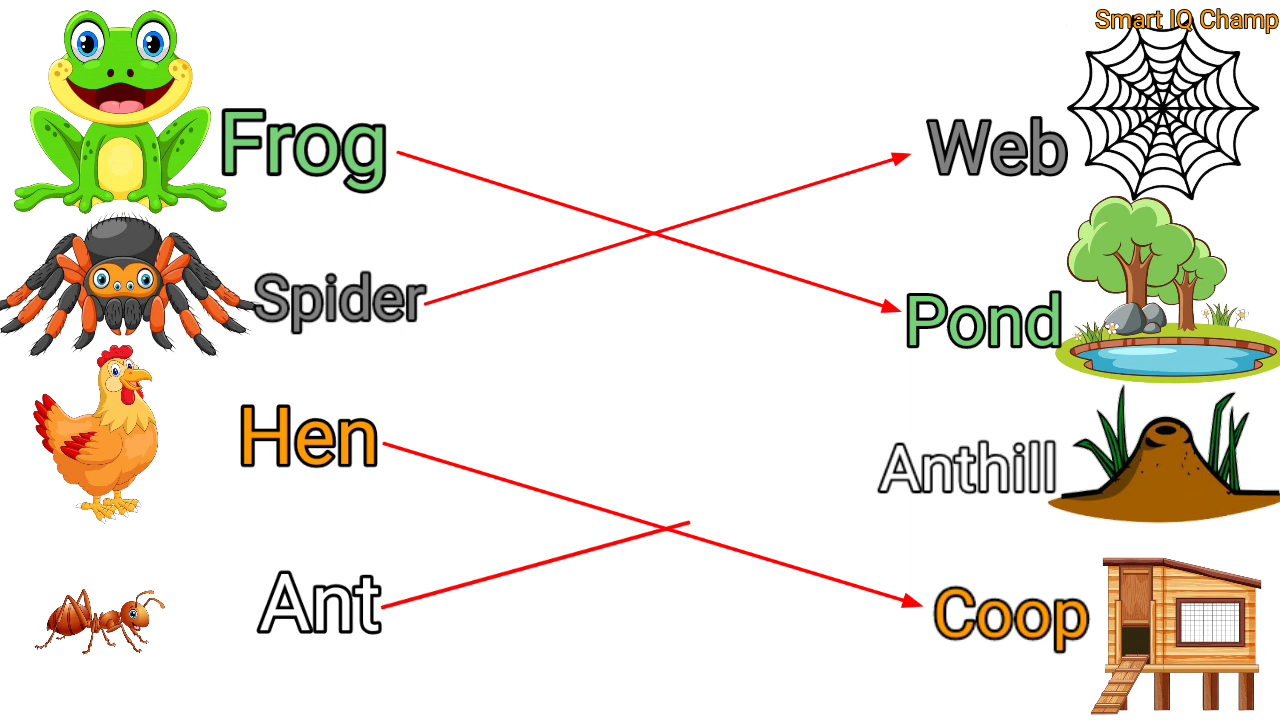 Smart IQ Champ
Frog
Web
Spider
Pond
Hen
Anthill
Ant
Coop